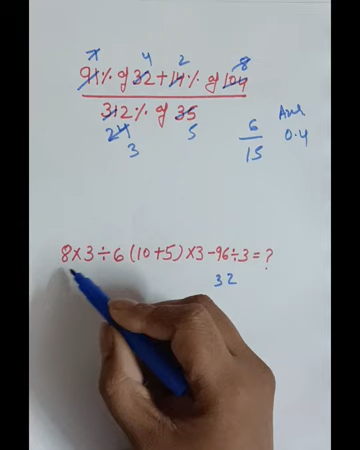 7 4 2 8
91% of 32 + 14% of 104
312% of 35
24 5
3
6
15
Ans
0.4
8×3÷6(10+5)×3-96÷3=?
32